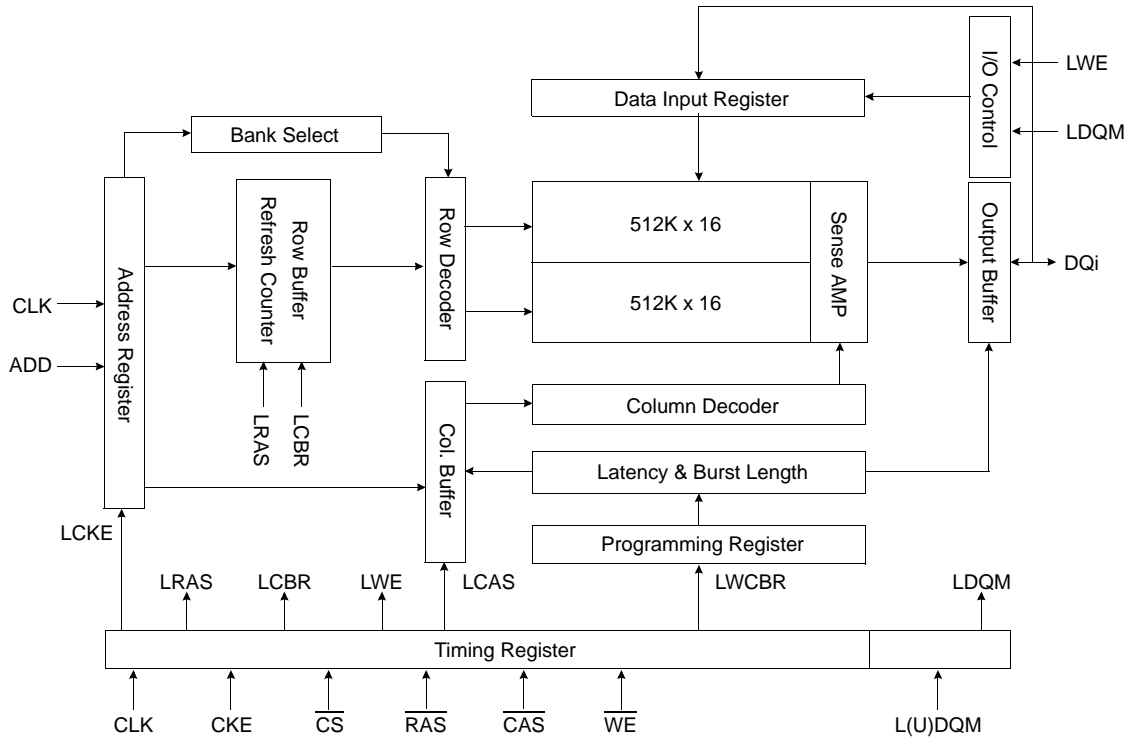 I/O Control
LWE
LDQM
Data Input Register
Bank Select
Address Register
Refresh Counter
Row Buffer
Row Decoder
512K x 16
512K x 16
Sense AMP
Output Buffer
DQi
CLK
ADD
LRAS
LCBR
Col. Buffer
Column Decoder
Latency & Burst Length
Programming Register
LCKE
LRAS
LCBR
LWE
LCAS
LWCBR
LDQM
Timing Register
CLK
CKE
CS
RAS
CAS
WE
L(U)DQM